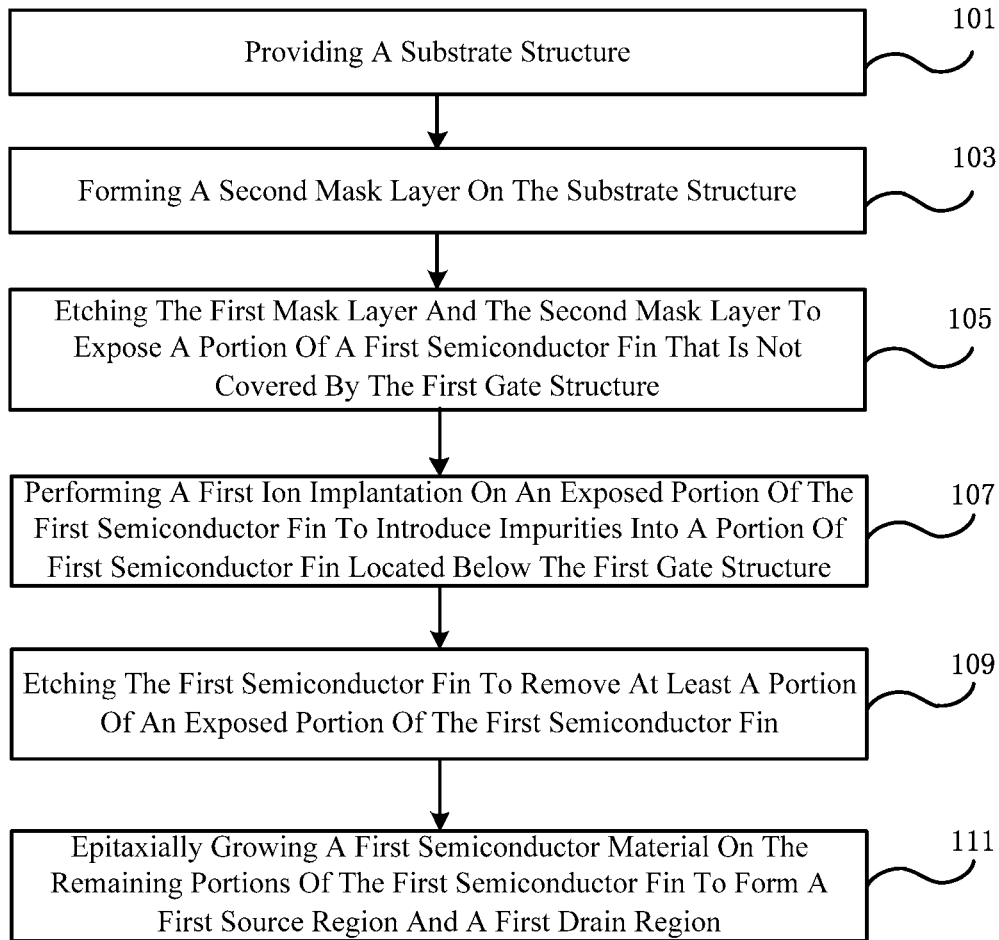 101
Providing A Substrate Structure
103
Forming A Second Mask Layer On The Substrate Structure
105
Etching The First Mask Layer And The Second Mask Layer To
Expose A Portion Of A First Semiconductor Fin That Is Not
Covered By The First Gate Structure
107
Performing A First Ion Implantation On An Exposed Portion Of The
First Semiconductor Fin To Introduce Impurities Into A Portion Of
First Semiconductor Fin Located Below The First Gate Structure
109
Etching The First Semiconductor Fin To Remove At Least A Portion
Of An Exposed Portion Of The First Semiconductor Fin
111
Epitaxially Growing A First Semiconductor Material On The
Remaining Portions Of The First Semiconductor Fin To Form A
First Source Region And A First Drain Region